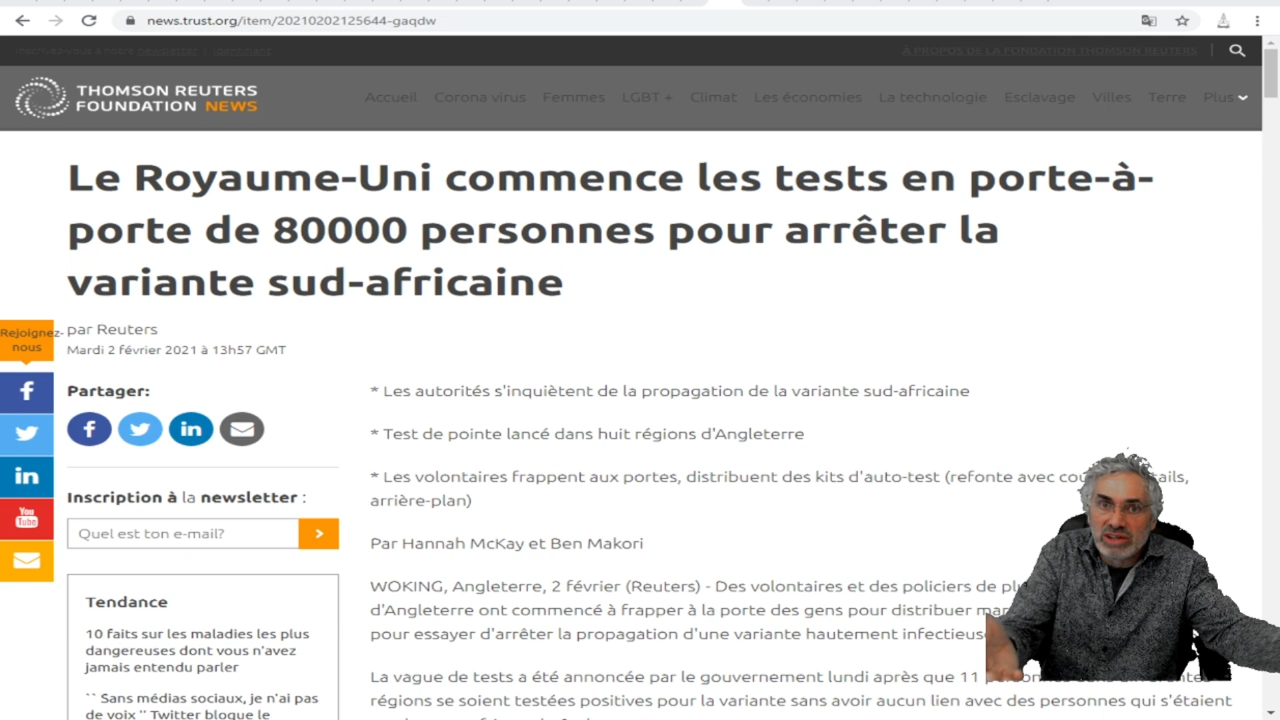 news.trust.org/item/20210202125644-gaqdw
Inscrivez-vous à notre newsletter | Identifiant
À PROPOS DE LA FONDATION THOMSON REUTERS
THOMSON REUTERS
FOUNDATION NEWS
Accueil Corona virus Femmes LGBT + Climat Les économies La technologie Esclavage Villes Terre Plus
Le Royaume-Uni commence les tests en porte-à-
porte de 80000 personnes pour arrêter la
variante sud-africaine
Rejoignez-
nous
par Reuters
Mardi 2 février 2021 à 13h57 GMT
Partager:
You
Tube
Inscription à la newsletter :
Quel est ton e-mail?
Tendance
10 faits sur les maladies les plus
dangereuses dont vous n'avez
jamais entendu parler
`` Sans médias sociaux, je n'ai pas
de voix '' Twitter bloque le
* Les autorités s'inquiètent de la propagation de la variante sud-africaine
* Test de pointe lancé dans huit régions d'Angleterre
* Les volontaires frappent aux portes, distribuent des kits d'auto-test (refonte avec
arrière-plan)
Par Hannah McKay et Ben Makori
WOKING, Angleterre, 2 février (Reuters) - Des volontaires et des policiers de
d'Angleterre ont commencé à frapper à la porte des gens pour distribuer
pour essayer d'arrêter la propagation d'une variante hautement infectieuse
La vague de tests a été annoncée par le gouvernement lundi après que 11
régions se soient testées positives pour la variante sans avoir aucun lien avec des personnes qui s'étaient